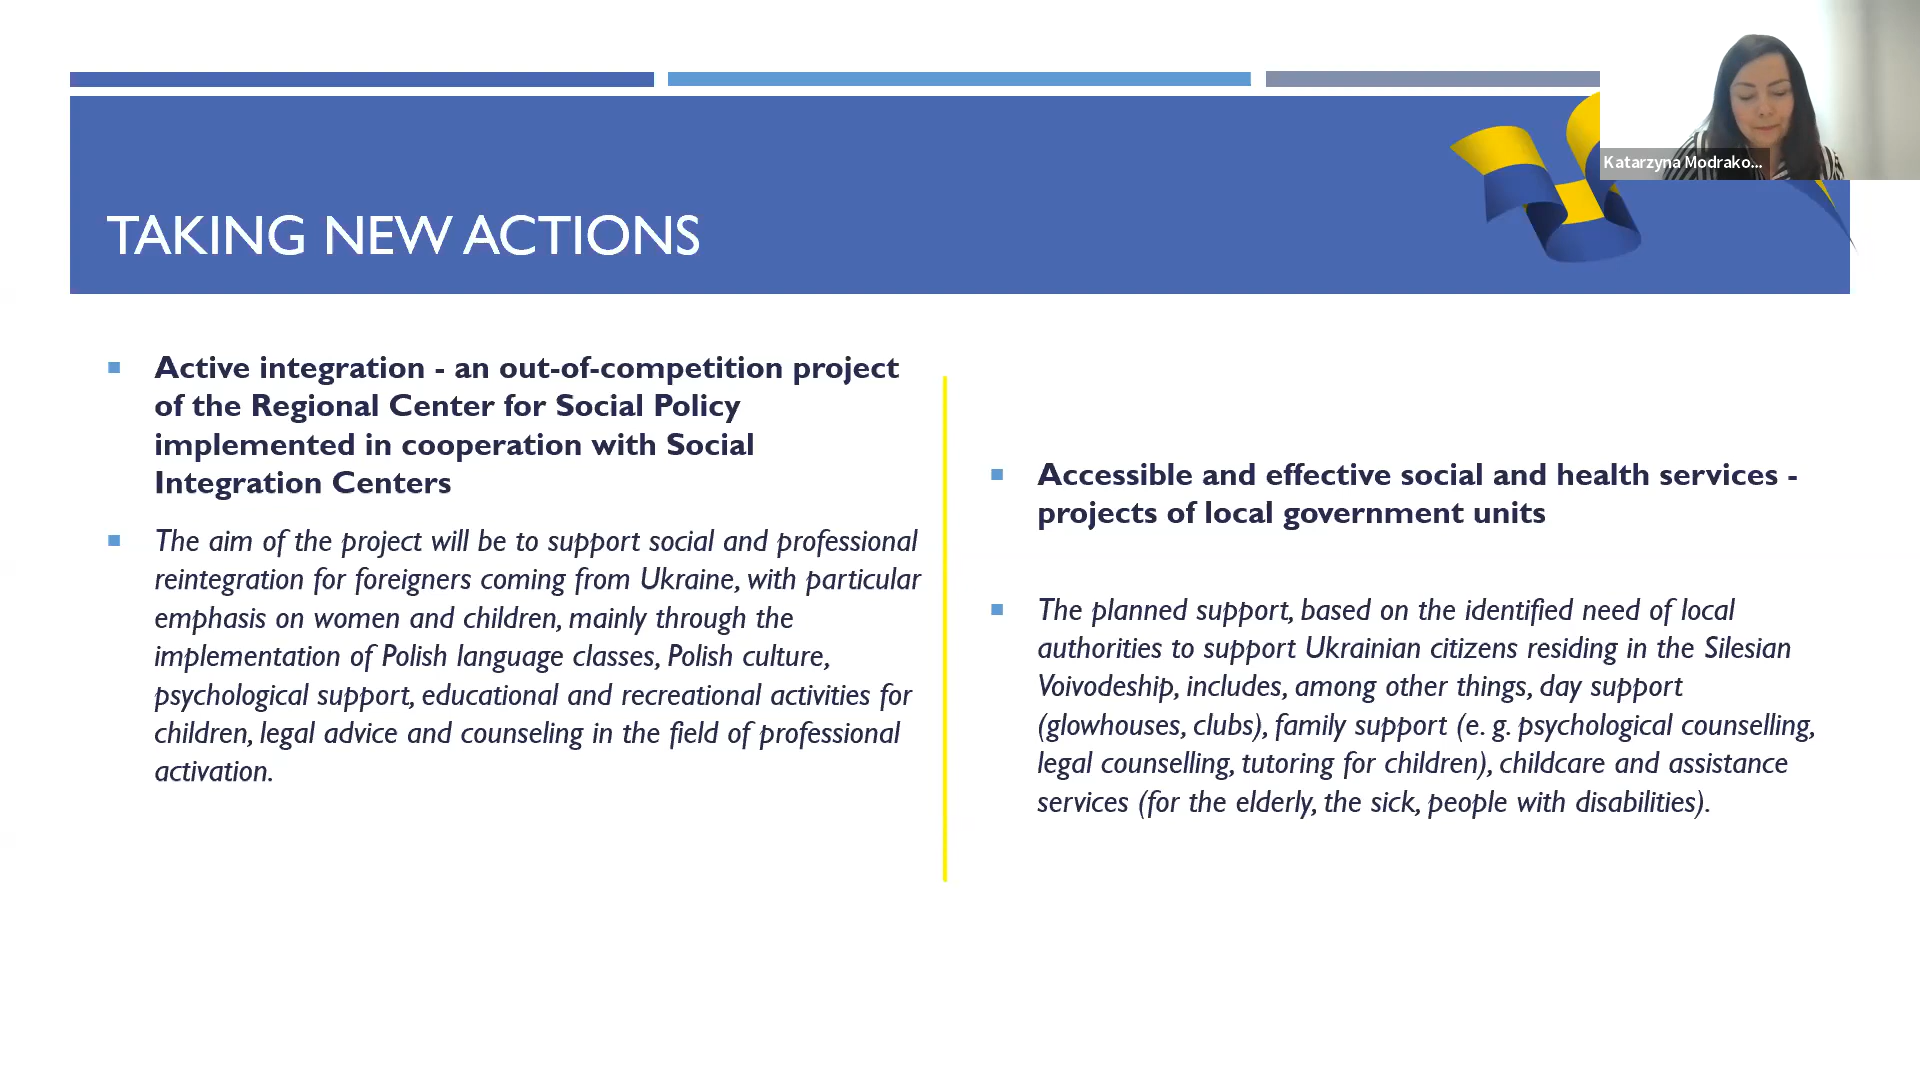 Katarzyna Modrako...
TAKING NEW ACTIONS
Active integration - an out-of-competition project
of the Regional Center for Social Policy
implemented in cooperation with Social
Integration Centers
The aim of the project will be to support social and professional
reintegration for foreigners coming from Ukraine, with particular
emphasis on women and children, mainly through the
implementation of Polish language classes, Polish culture,
psychological support, educational and recreational activities for
children, legal advice and counseling in the field of professional
activation.
Accessible and effective social and health services -
projects of local government units
The planned support, based on the identified need of local
authorities to support Ukrainian citizens residing in the Silesian
Voivodeship, includes, among other things, day support
(glowhouses, clubs), family support (e. g. psychological counselling,
legal counselling, tutoring for children), childcare and assistance
services (for the elderly, the sick, people with disabilities).